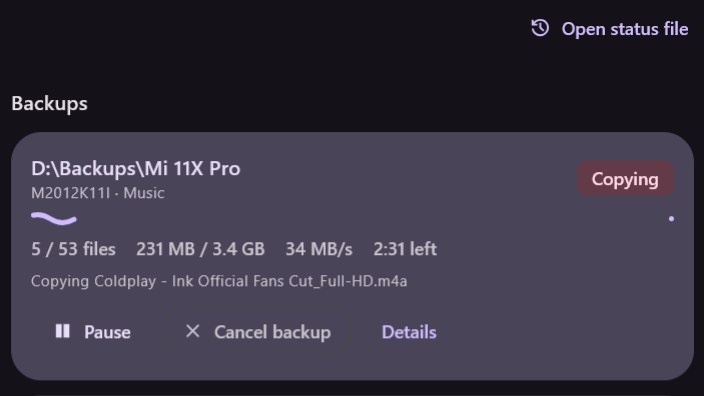 Open status file
Backups
D:\Backups\Mi 11X Pro
Copying
M2012K11I · Music
5 / 53 files 231 MB / 3.4 GB 34 MB/s 2:31 left
Copying Coldplay - Ink Official Fans Cut_Full-HD.m4a
Pause Cancel backup Details